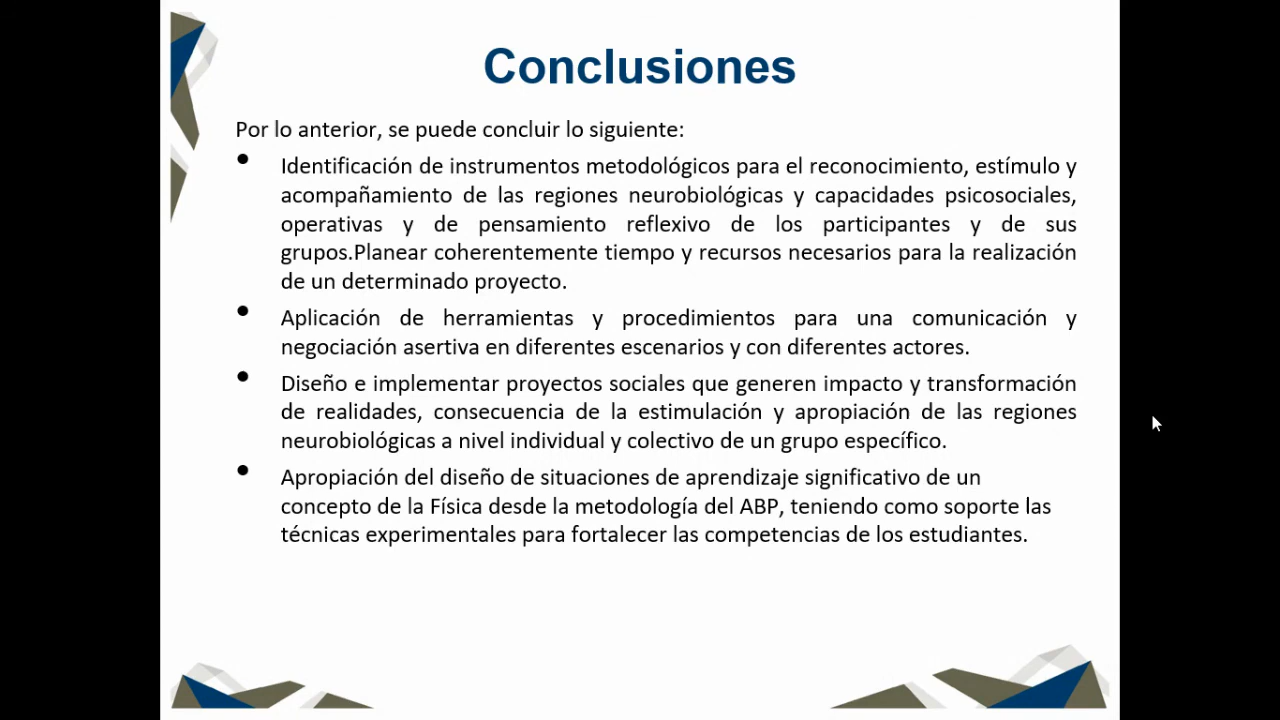 Conclusiones
Por lo anterior, se puede concluir lo siguiente:
• Identificación de instrumentos metodológicos para el reconocimiento, estímulo y
acompañamiento de las regiones neurobiológicas y capacidades psicosociales,
operativas y de pensamiento reflexivo de los participantes y de sus
grupos.Planear coherentemente tiempo y recursos necesarios para la realización
de un determinado proyecto.
• Aplicación de herramientas y procedimientos para una comunicación y
negociación asertiva en diferentes escenarios y con diferentes actores.
• Diseño e implementar proyectos sociales que generen impacto y transformación
de realidades, consecuencia de la estimulación y apropiación de las regiones
neurobiológicas a nivel individual y colectivo de un grupo específico.
• Apropiación del diseño de situaciones de aprendizaje significativo de un
concepto de la Física desde la metodología del ABP, teniendo como soporte las
técnicas experimentales para fortalecer las competencias de los estudiantes.